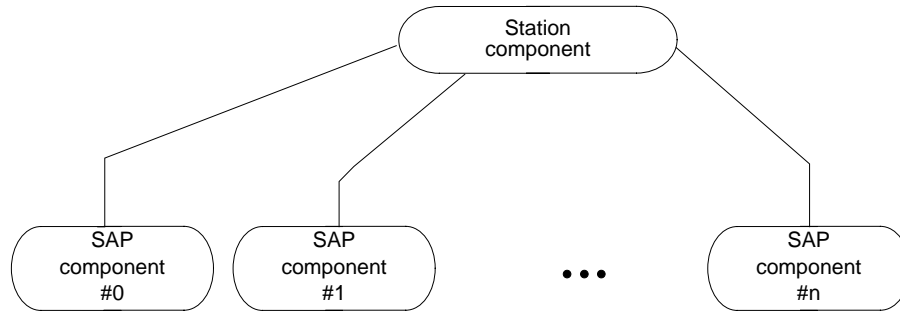 Station
component
SAP
component
#0
SAP
component
#1
...
SAP
component
#n